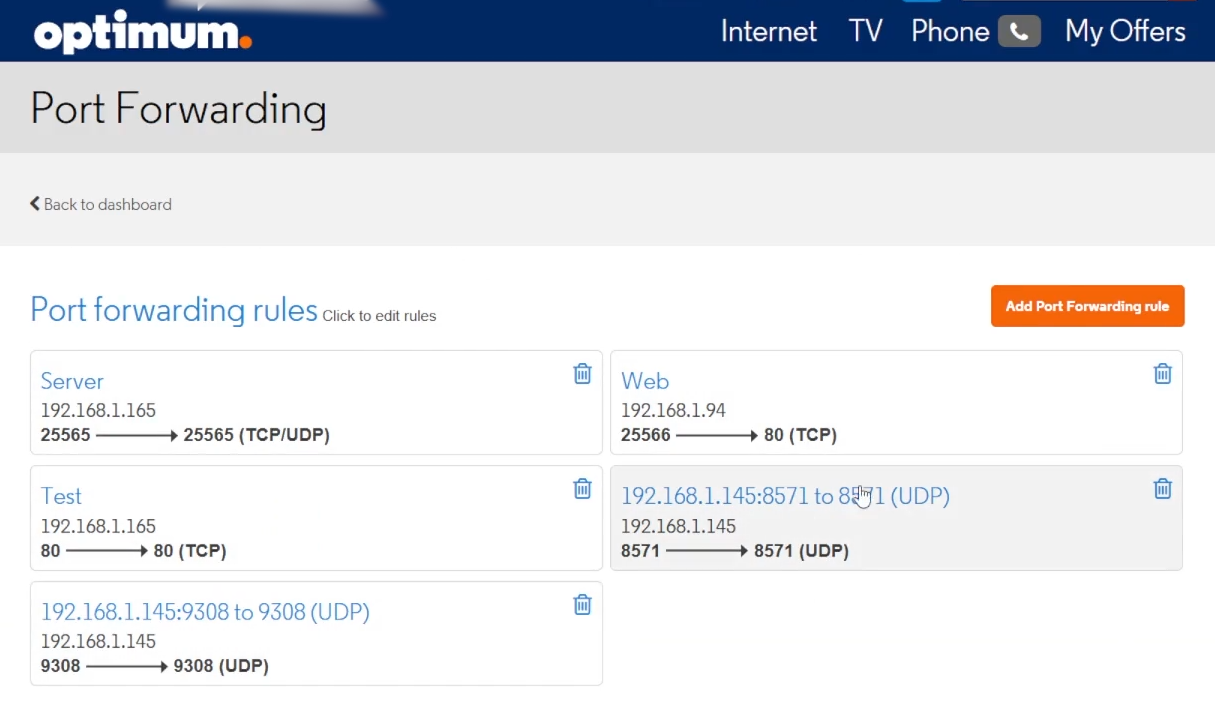 optimum.
Internet TV Phone My Offers
Port Forwarding
Back to dashboard
Port forwarding rules Click to edit rules
Add Port Forwarding rule
Server
192.168.1.165
25565 → 25565 (TCP/UDP)
Web
192.168.1.94
25566 → 80 (TCP)
Test
192.168.1.165
80 → 80 (TCP)
192.168.1.145:8571 to 8571 (UDP)
192.168.1.145
8571 → 8571 (UDP)
192.168.1.145:9308 to 9308 (UDP)
192.168.1.145
9308 → 9308 (UDP)